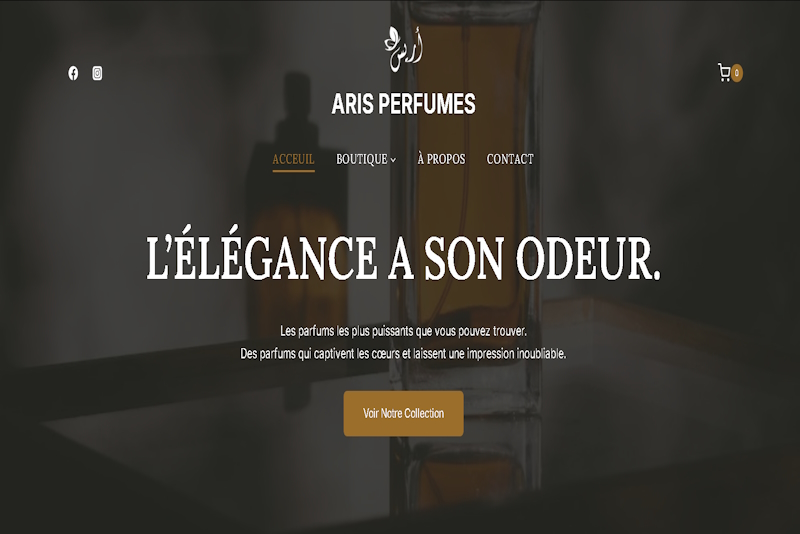 أريس
0
ARIS PERFUMES
ACCEUIL BOUTIQUE À PROPOS CONTACT
L’ÉLÉGANCE A SON ODEUR.
Les parfums les plus puissants que vous pouvez trouver.
Des parfums qui captivent les cœurs et laissent une impression inoubliable.
Voir Notre Collection